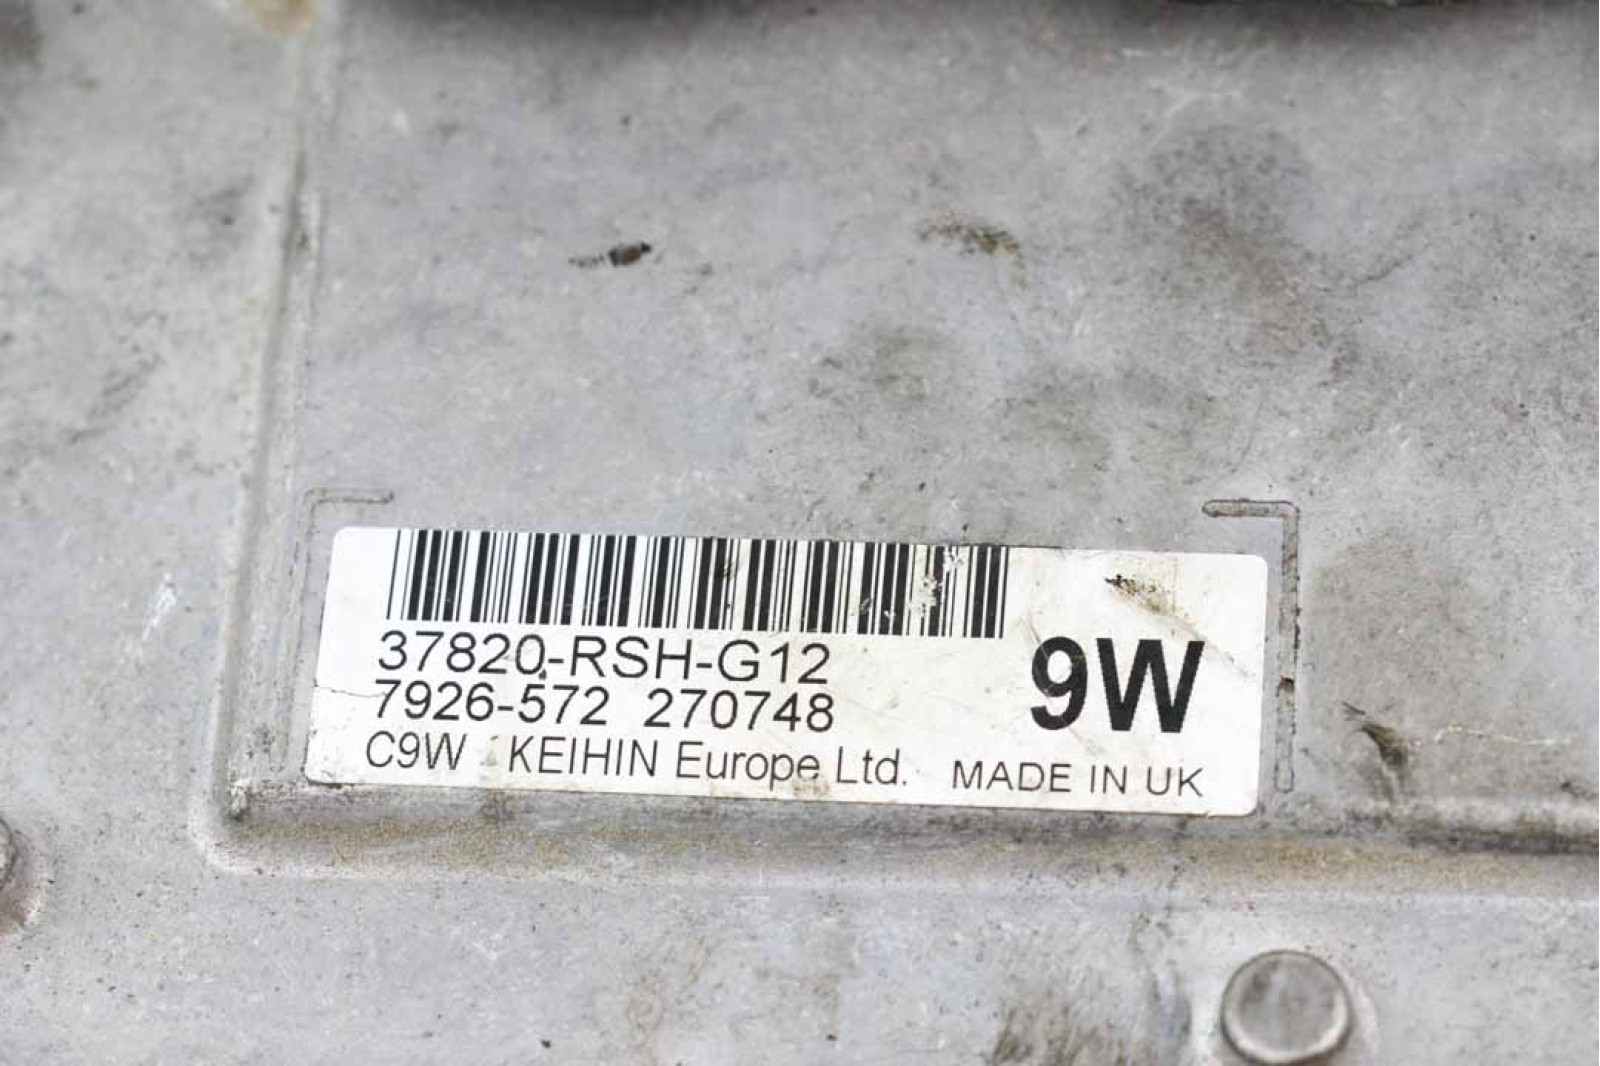 37820-RSH-G12
7926-572 270748
9W
C9W KEIHIN Europe Ltd. MADE IN UK